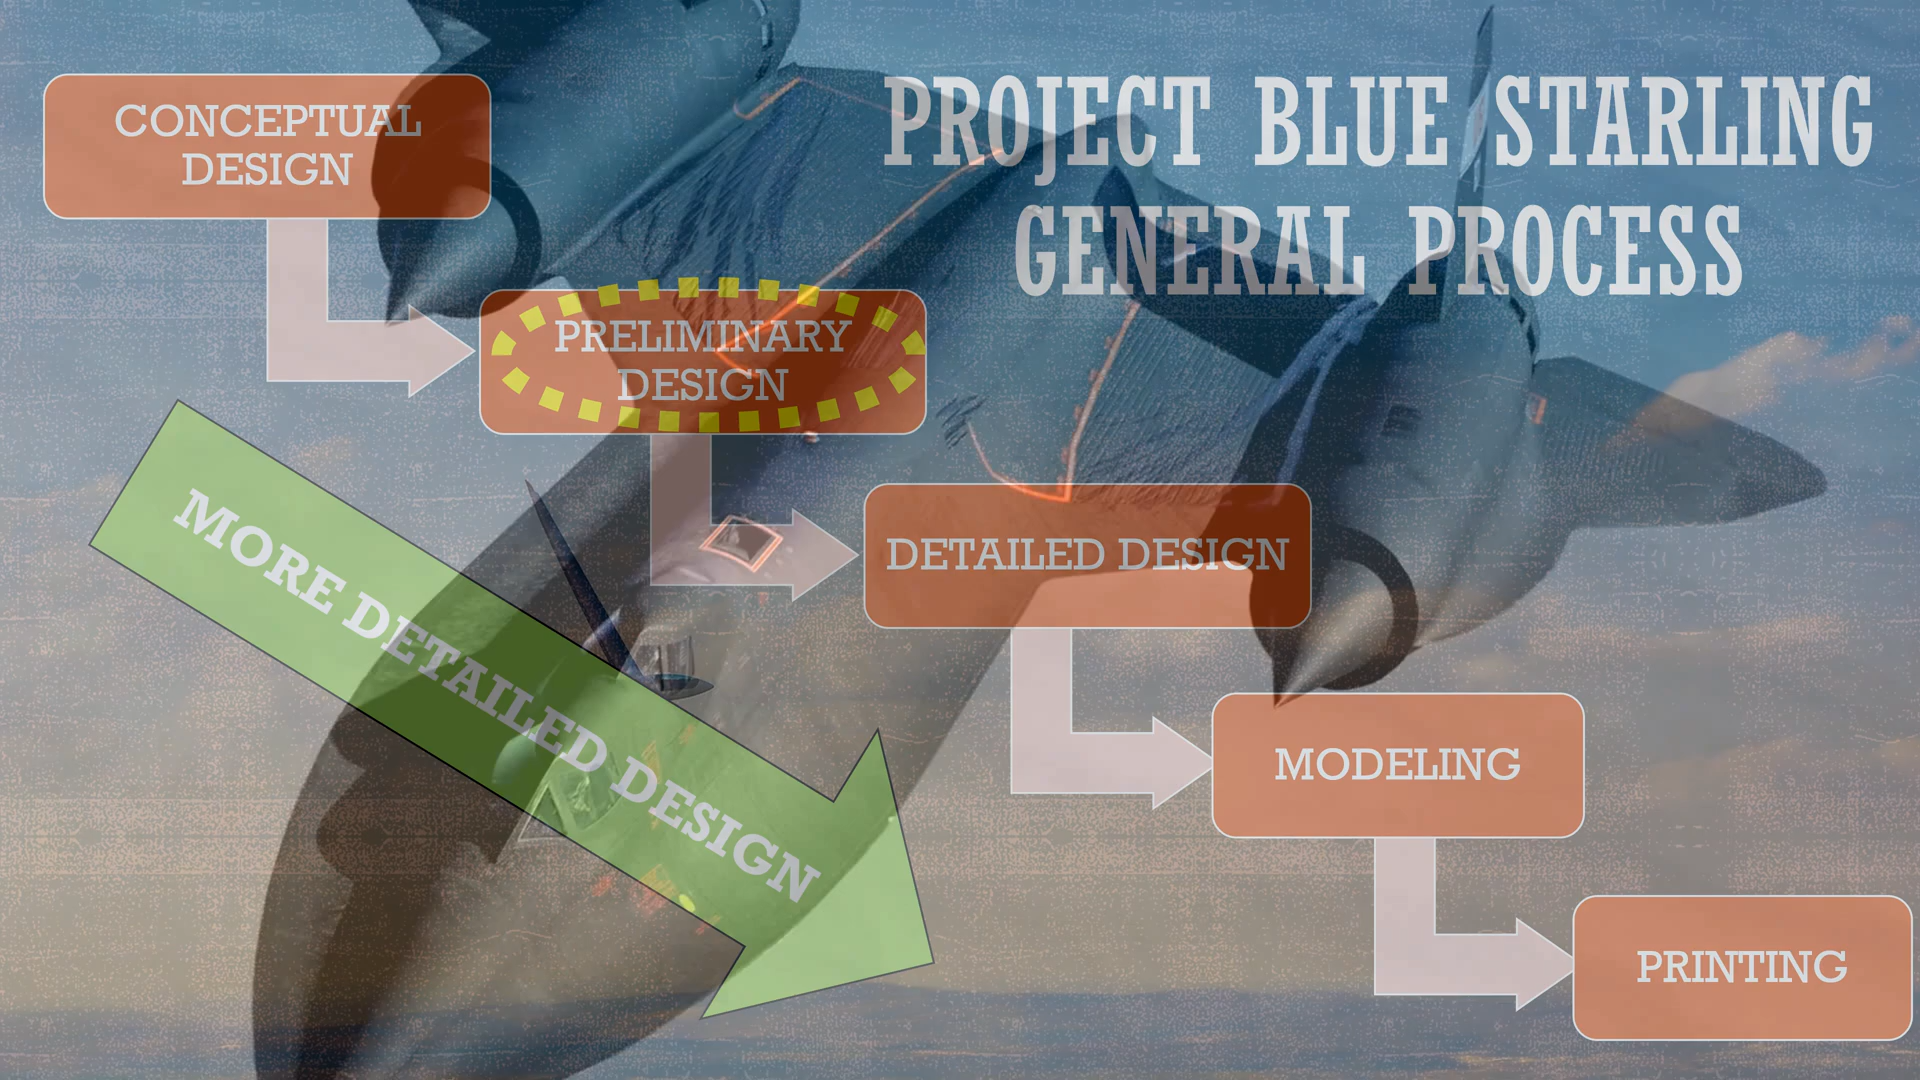 PROJECT BLUE STARLING
GENERAL PROCESS
CONCEPTUAL
DESIGN
PRELIMINARY
DESIGN
DETAILED DESIGN
MODELING
PRINTING
MORE DETAILED DESIGN